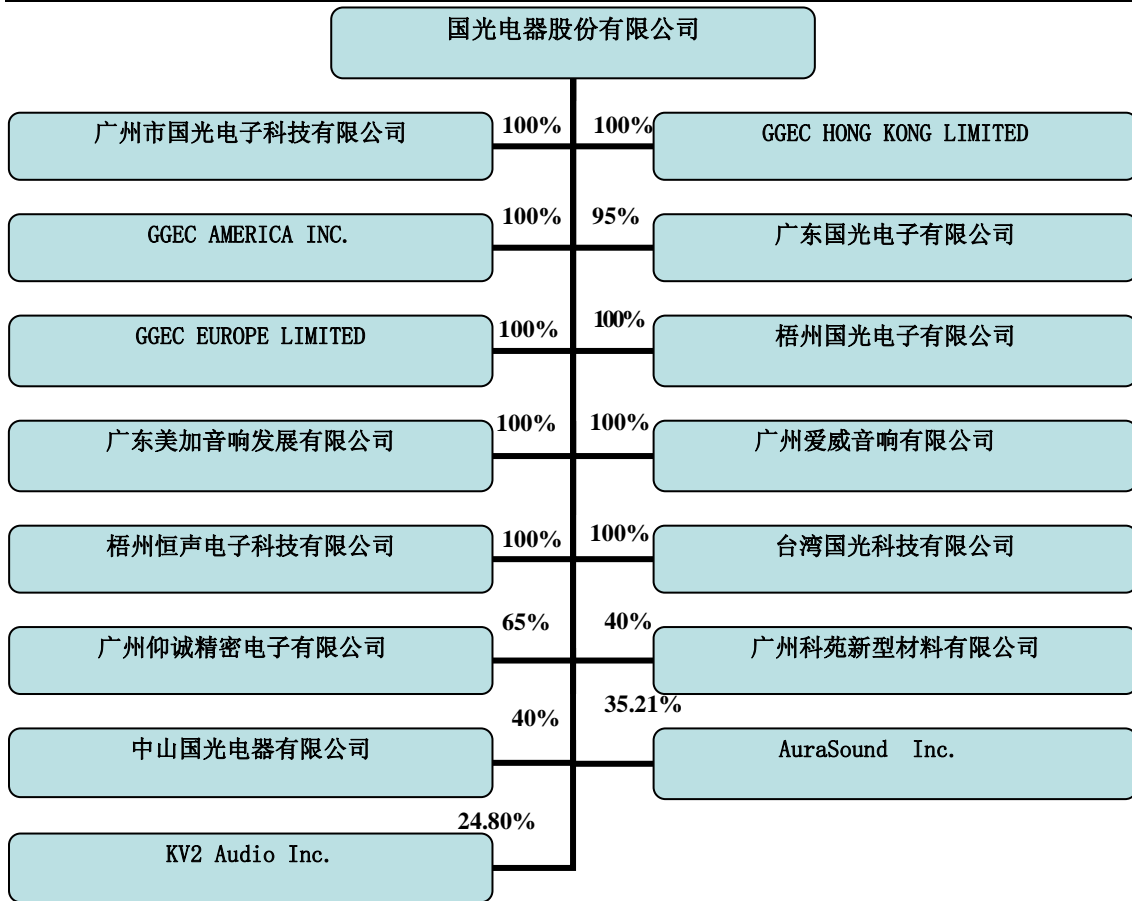 国光电器股份有限公司
广州市国光电子科技有限公司
100%
100%
GGEC HONG KONG LIMITED
GGEC AMERICA INC.
100%
95%
广东国光电子有限公司
GGEC EUROPE LIMITED
100%
100%
梧州国光电子有限公司
广东美加音响发展有限公司
100%
100%
广州爱威音响有限公司
梧州恒声电子科技有限公司
100%
100%
台湾国光科技有限公司
广州仰诚精密电子有限公司
65%
40%
广州科苑新型材料有限公司
中山国光电器有限公司
40%
35.21%
AuraSound Inc.
KV2 Audio Inc.
24.80%